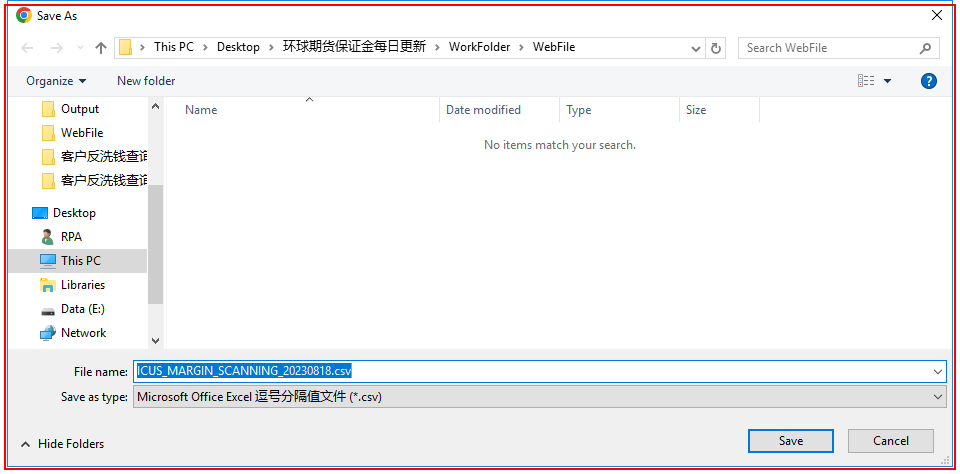 Save As
This PC > Desktop > 环球期货保证金每日更新 > WorkFolder > WebFile
Search WebFile
Organize
New folder
Name
Date modified
Type
Size
No items match your search.
Output
WebFile
客户反洗钱查询
客户反洗钱查询
Desktop
RPA
This PC
Libraries
Data (E:)
Network
File name: ICUS_MARGIN_SCANNING_20230818.csv
Save as type: Microsoft Office Excel 逗号分隔值文件 (*.csv)
Hide Folders
Save
Cancel